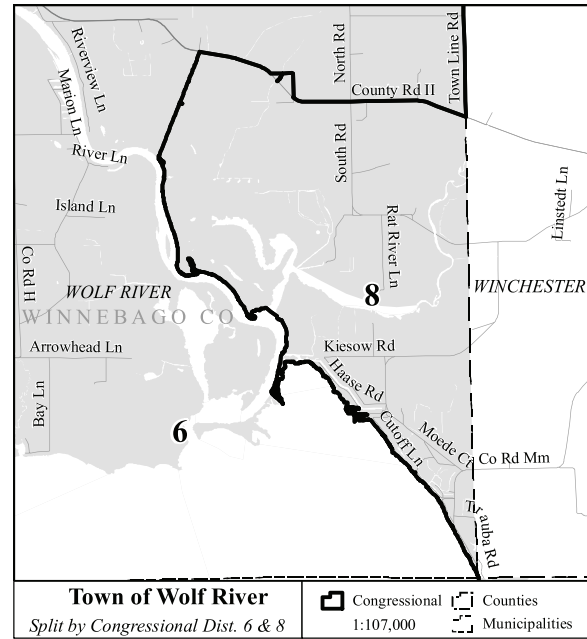 Riverview Ln
Marion Ln
North Rd
Town Line Rd
County Rd II
River Ln
South Rd
Island Ln
Linstedt Ln
Rat River Ln
Co Rd H
WOLF RIVER
8
WINCHESTER
WINNEBAGO CO
Arrowhead Ln
Kiesow Rd
Haase Rd
Bay Ln
6
Cutoff Ln
Moede Ct
Co Rd Mm
Trauba Rd
Town of Wolf River
Split by Congressional Dist. 6 & 8
Congressional
Counties
1:107,000
Municipalities